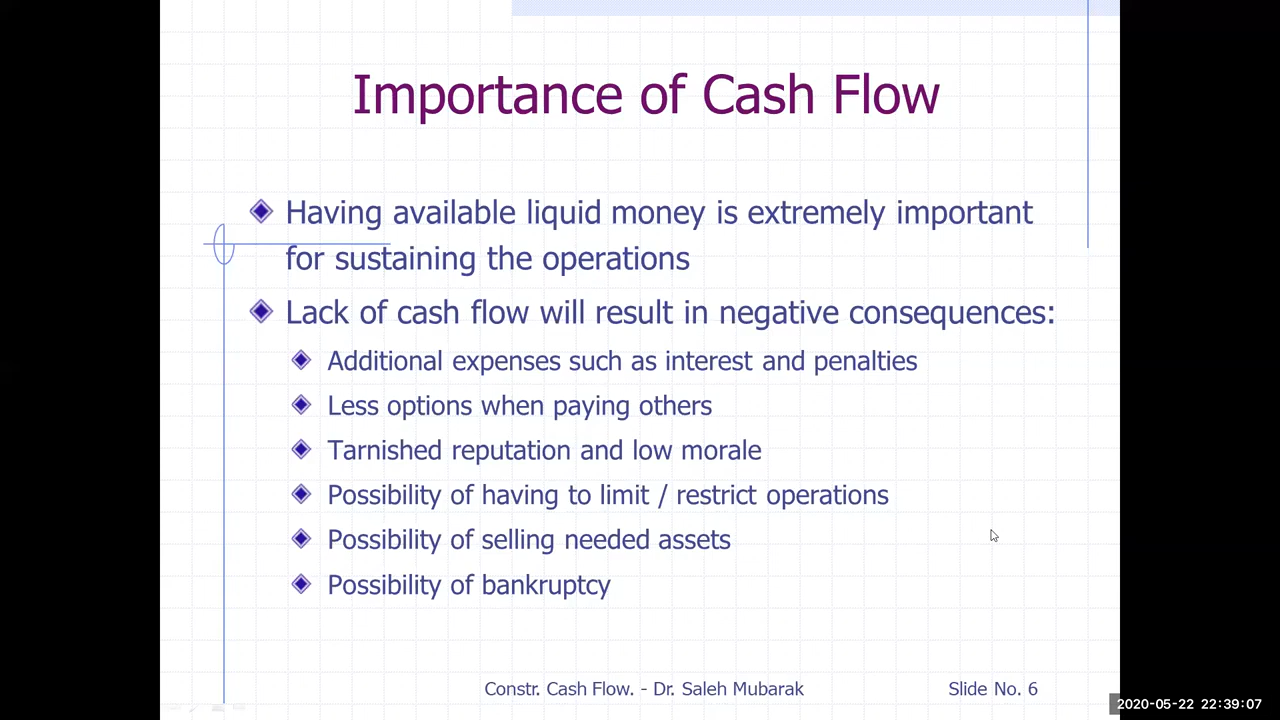 Importance of Cash Flow
Having available liquid money is extremely important
for sustaining the operations
Lack of cash flow will result in negative consequences:
Additional expenses such as interest and penalties
Less options when paying others
Tarnished reputation and low morale
Possibility of having to limit / restrict operations
Possibility of selling needed assets
Possibility of bankruptcy
Constr. Cash Flow. - Dr. Saleh Mubarak
Slide No. 6
2020-05-22 22:39:07